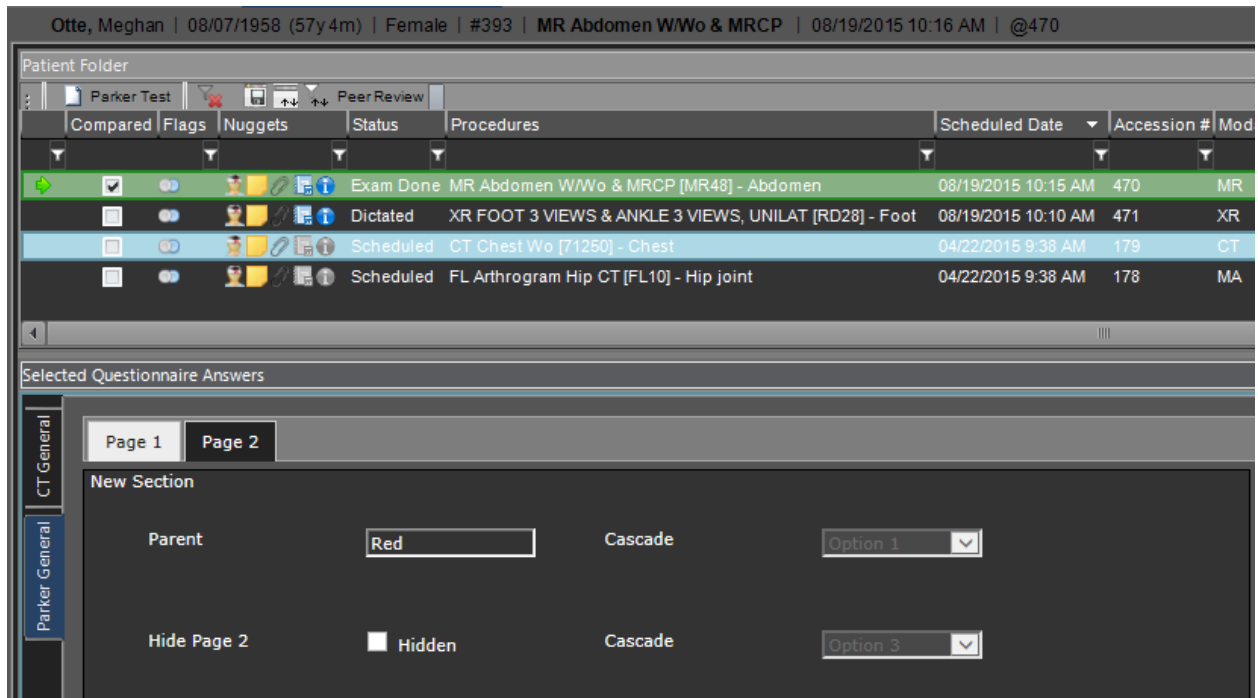 Otte, Meghan | 08/07/1958 (57y 4m) | Female | #393 | MR Abdomen W/Wo & MRCP | 08/19/2015 10:16 AM | @470
Patient Folder
Parker Test Peer Review
Compared Flags Nuggets Status Procedures Scheduled Date Accession # Mod
Exam Done MR Abdomen W/Wo & MRCP [MR48] - Abdomen 08/19/2015 10:15 AM 470 MR
Dictated XR FOOT 3 VIEWS & ANKLE 3 VIEWS, UNILAT [RD28] - Foot 08/19/2015 10:10 AM 471 XR
Scheduled CT Chest Wo [71250] - Chest 04/22/2015 9:38 AM 179 CT
Scheduled FL Arthrogram Hip CT [FL10] - Hip joint 04/22/2015 9:38 AM 178 MA
Selected Questionnaire Answers
CT General
Parker General
Page 1 Page 2
New Section
Parent Red Cascade Option 1
Hide Page 2 Hidden Cascade Option 3